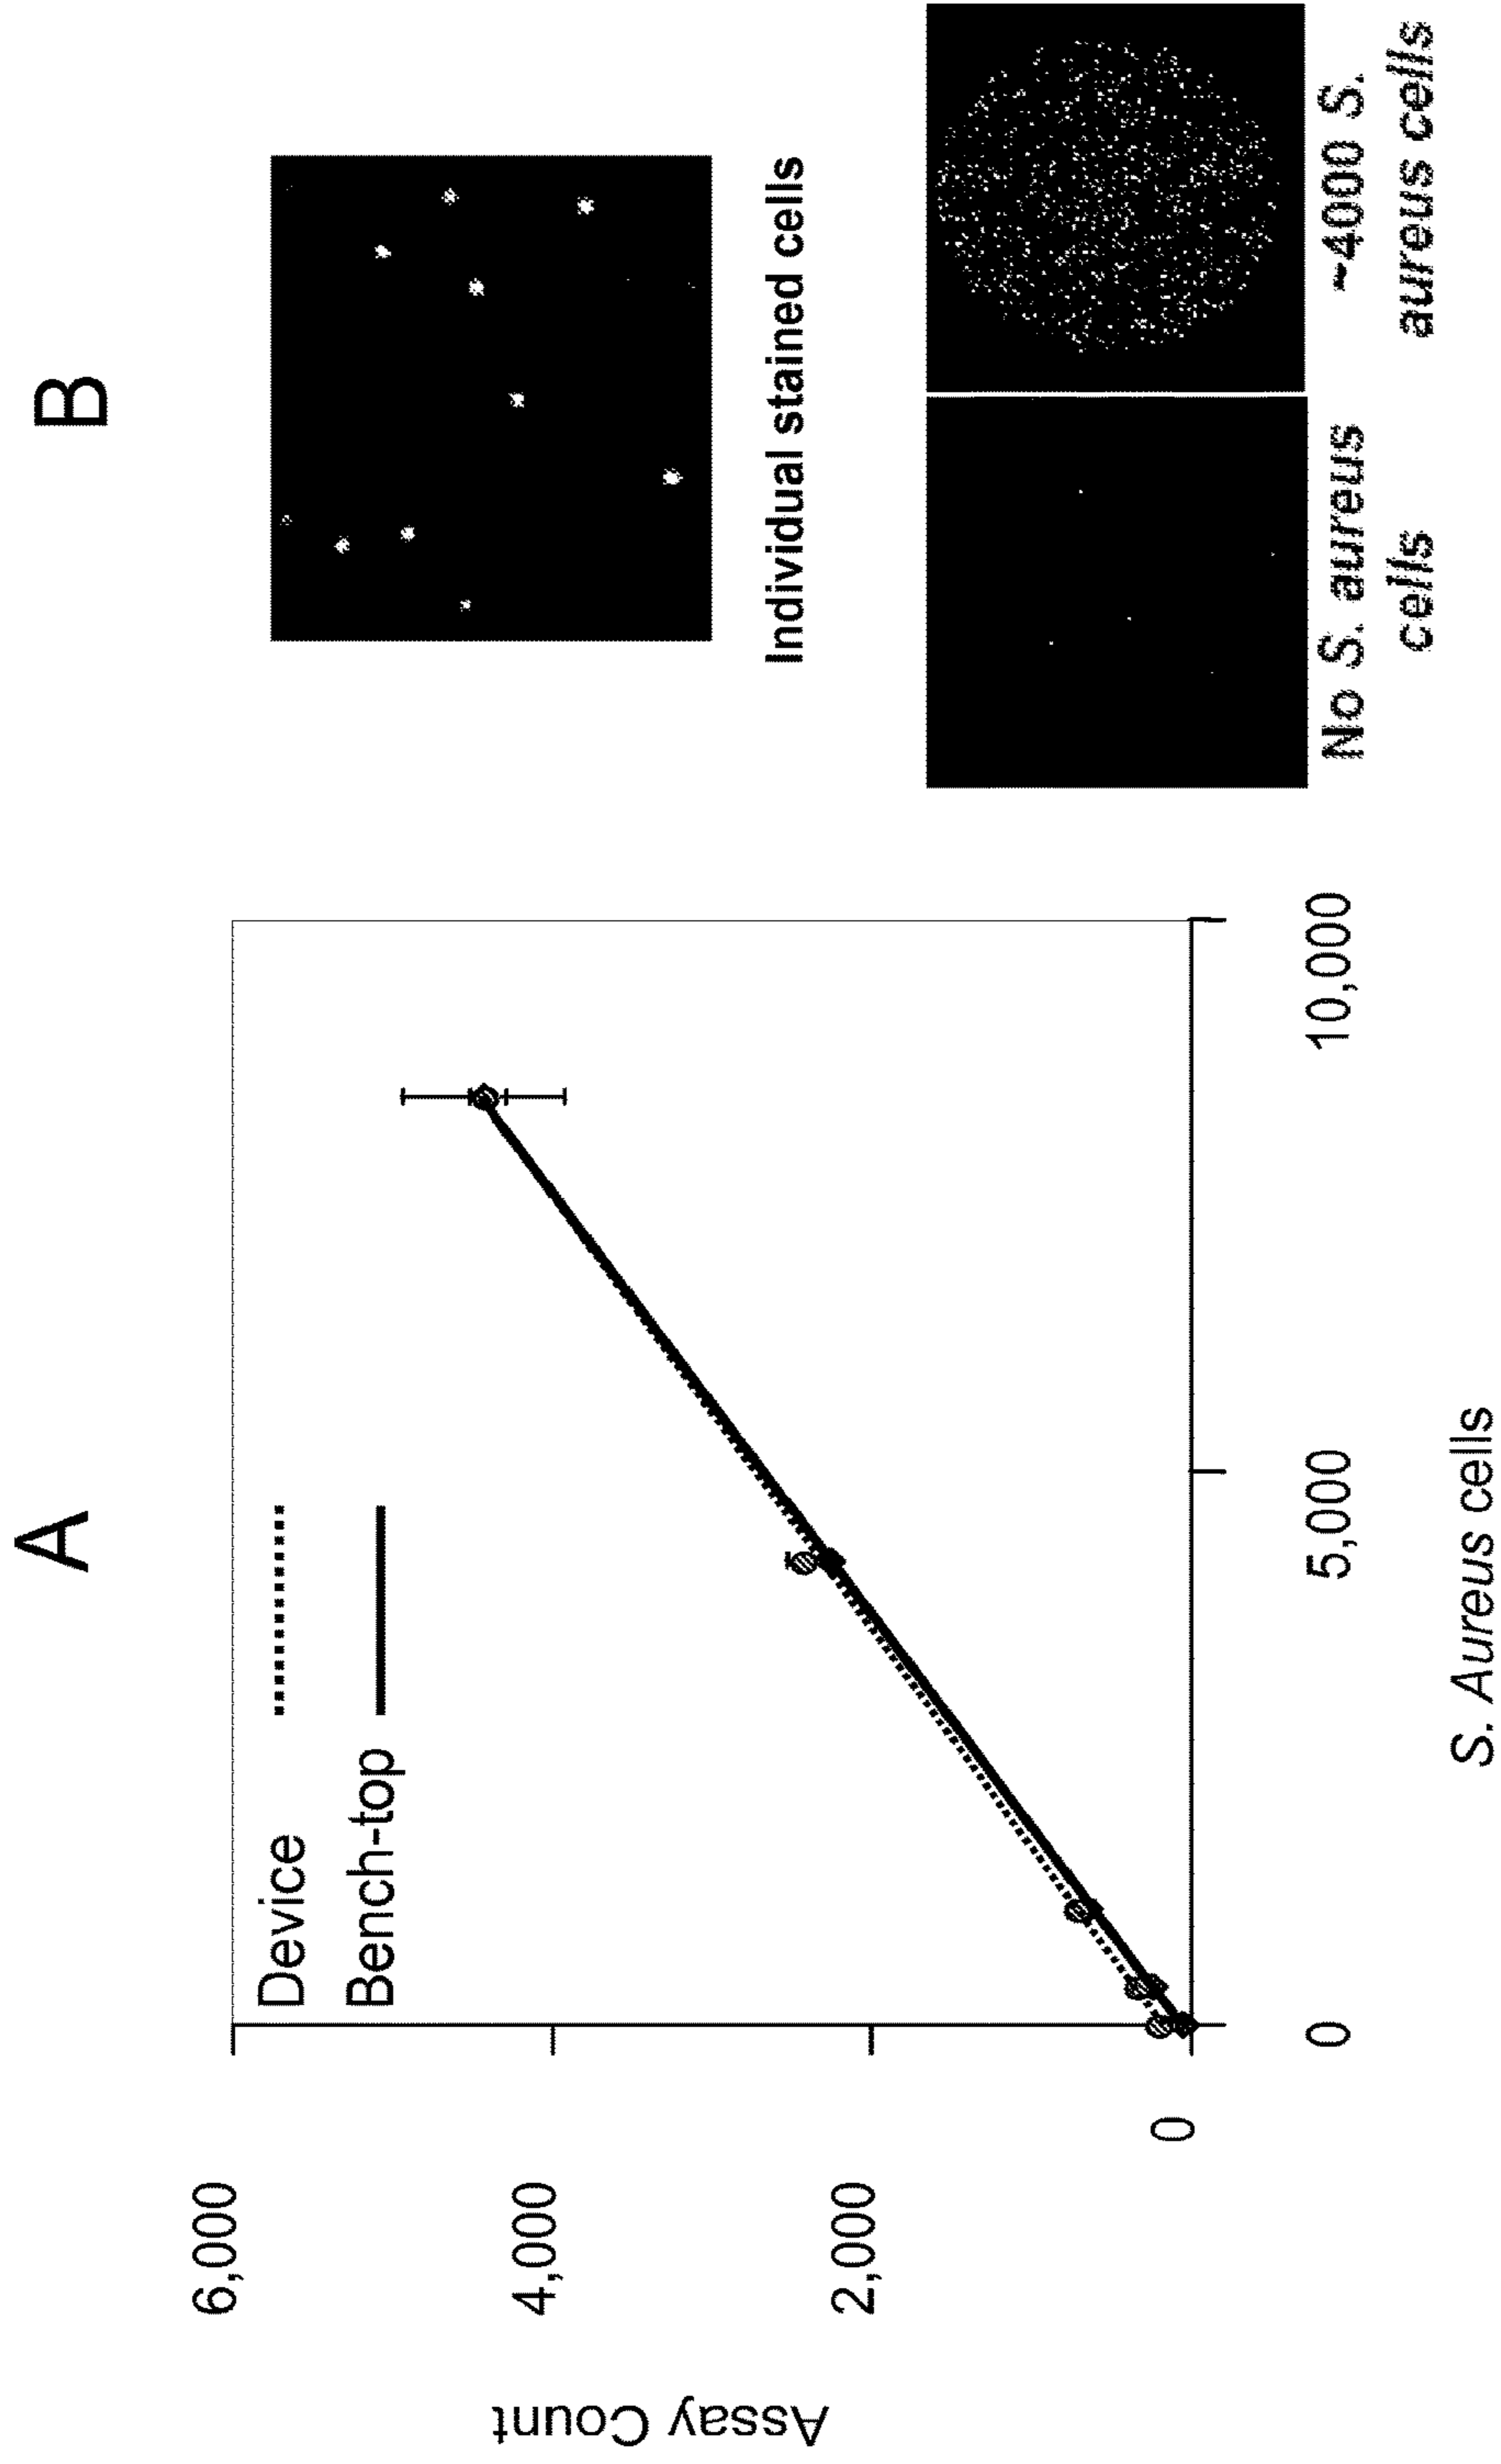 A
6,000
4,000
2,000
0
Assay Count
Device
Bench-top
0
5,000
10,000
S. Aureus cells
B
Individual stained cells
No S. aureus
cells
~4000 S.
aureus cells